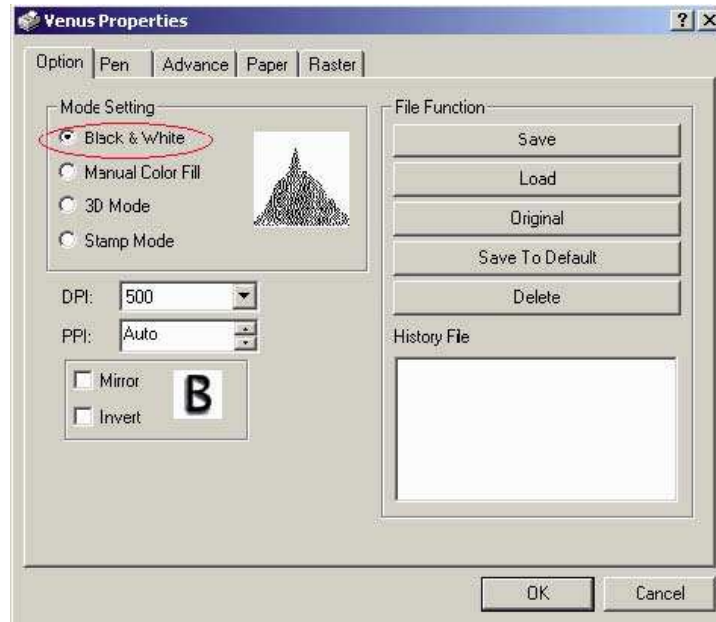 Venus Properties
Option Pen Advance Paper Raster
Mode Setting
Black & White
Manual Color Fill
3D Mode
Stamp Mode
DPI: 500
PPI: Auto
Mirror
Invert
B
File Function
Save
Load
Original
Save To Default
Delete
History File
OK Cancel